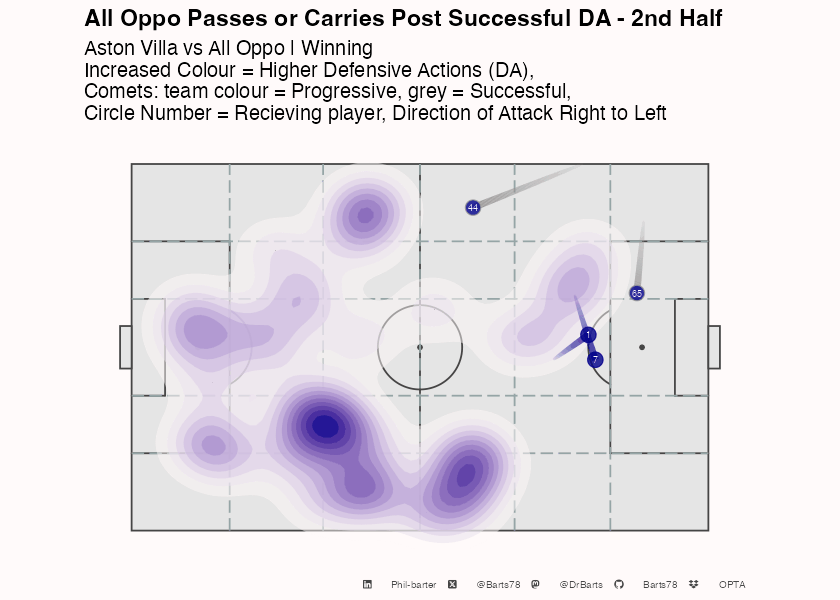 All Oppo Passes or Carries Post Successful DA - 2nd Half
Aston Villa vs All Oppo | Winning
Increased Colour = Higher Defensive Actions (DA),
Comets: team colour = Progressive, grey = Successful,
Circle Number = Recieving player, Direction of Attack Right to Left
44
65
1
7
Phil-barter @Barts78 @DrBarts Barts78 OPTA